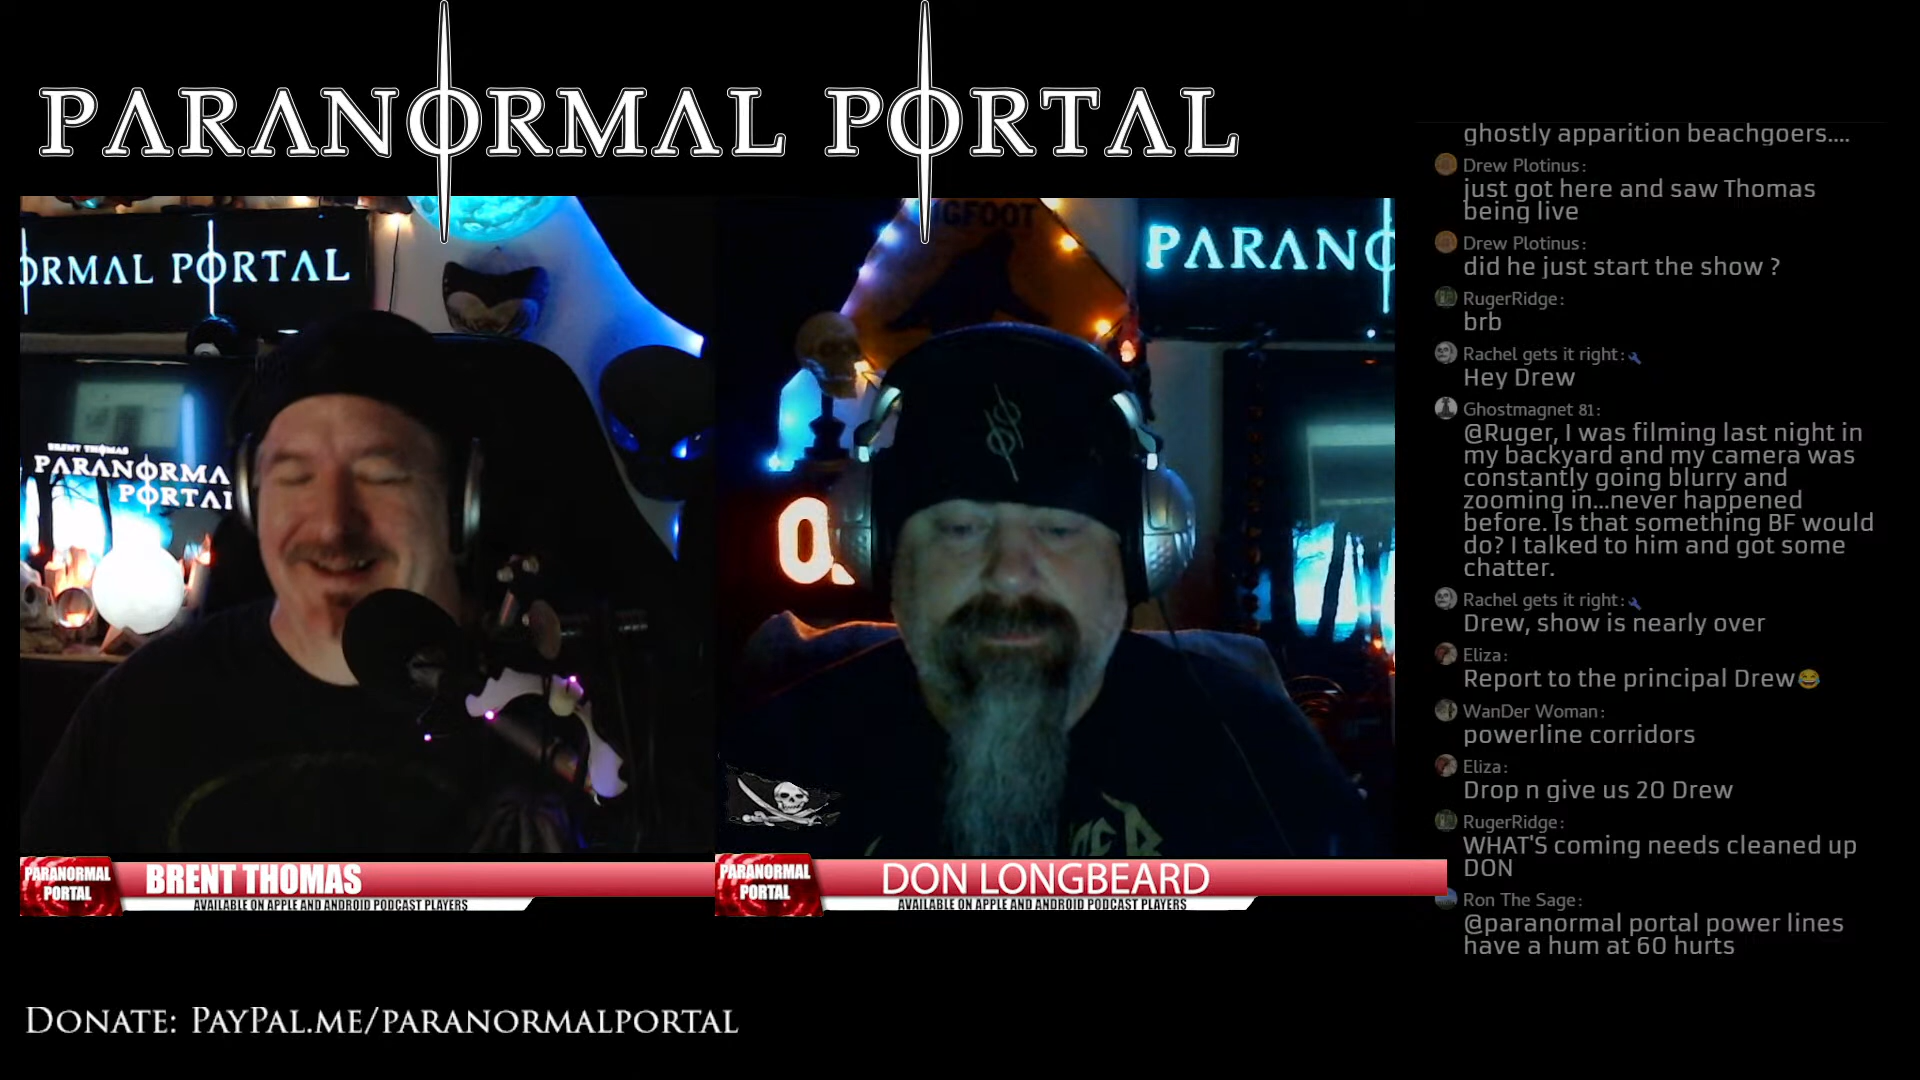 PARANORMAL PORTAL
ORMAL PORTAL
BIGFOOT
PARANO
BRENT THOMAS
PARANORMA
PORTAL
PARANORMAL
PORTAL
BRENT THOMAS
AVAILABLE ON APPLE AND ANDROID PODCAST PLAYERS
PARANORMAL
PORTAL
DON LONGBEARD
AVAILABLE ON APPLE AND ANDROID PODCAST PLAYERS
DONATE: PAYPAL.ME/PARANORMALPORTAL
ghostly apparition beachgoers....
Drew Plotinus:
just got here and saw Thomas
being live
Drew Plotinus:
did he just start the show ?
RugerRidge:
brb
Rachel gets it right:
Hey Drew
Ghostmagnet 81:
@Ruger, I was filming last night in
my backyard and my camera was
constantly going blurry and
zooming in...never happened
before. Is that something BF would
do? I talked to him and got some
chatter.
Rachel gets it right:
Drew, show is nearly over
Eliza:
Report to the principal Drew😂
WanDer Woman:
powerline corridors
Eliza:
Drop n give us 20 Drew
RugerRidge:
WHAT'S coming needs cleaned up
DON
Ron The Sage:
@paranormal portal power lines
have a hum at 60 hurts